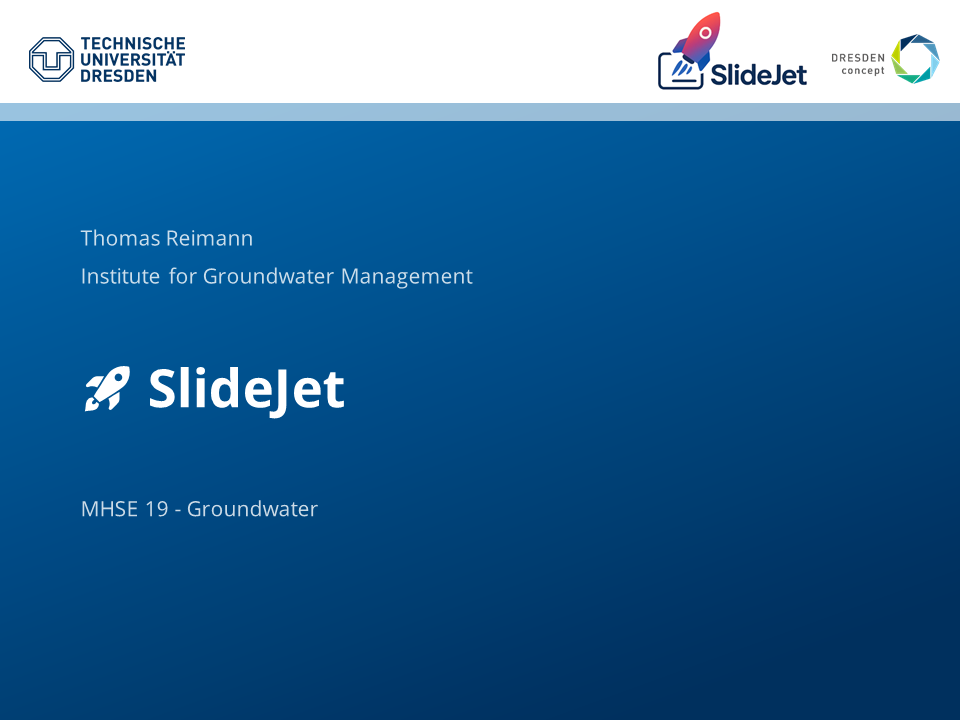 TECHNISCHE
UNIVERSITÄT
DRESDEN
SlideJet
DRESDEN
concept
Thomas Reimann
Institute for Groundwater Management
SlideJet
MHSE 19 - Groundwater